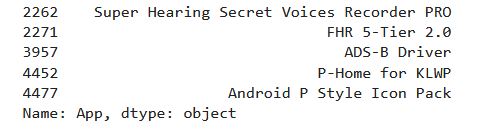 2262 Super Hearing Secret Voices Recorder PRO
2271 FHR 5-Tier 2.0
3957 ADS-B Driver
4452 P-Home for KLWP
4477 Android P Style Icon Pack
Name: App, dtype: object